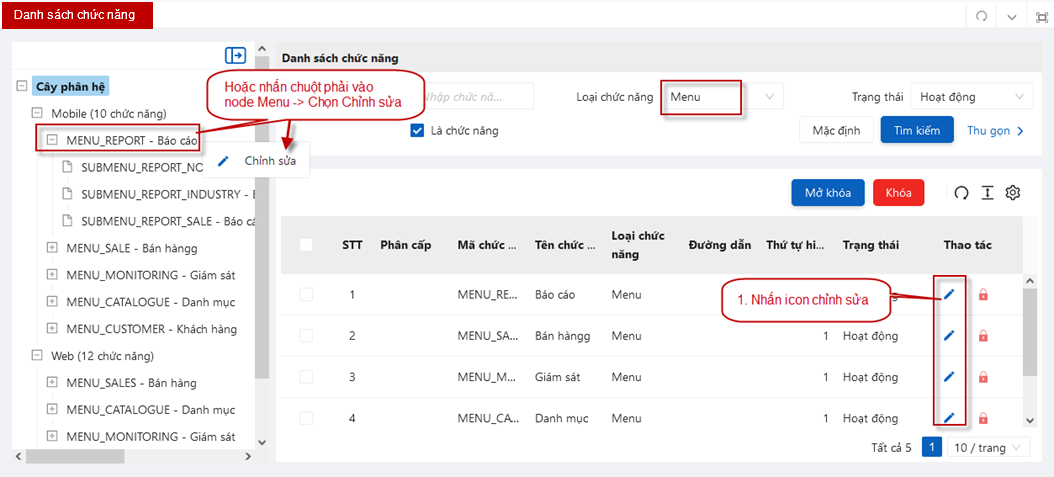 Danh sách chức năng
Cây phân hệ
Mobile (10 chức năng)
MENU_REPORT - Báo cáo
SUBMENU_REPORT_NO
SUBMENU_REPORT_INDUSTRY - B
SUBMENU_REPORT_SALE - Báo cá
MENU_SALE - Bán hàngg
MENU_MONITORING - Giám sát
MENU_CATALOGUE - Danh mục
MENU_CUSTOMER - Khách hàng
Web (12 chức năng)
MENU_SALES - Bán hàng
MENU_CATALOGUE - Danh mục
MENU_MONITORING - Giám sát
Hoặc nhấn chuột phải vào
node Menu -> Chọn Chỉnh sửa
Chỉnh sửa
Danh sách chức năng
Nhập chức nă...
Loại chức năng
Menu
Trạng thái
Hoạt động
Là chức năng
Mặc định
Tìm kiếm
Thu gọn
Mở khóa
Khóa
STT Phân cấp Mã chức ... Tên chức ... Loại chức năng Đường dẫn Thứ tự hi... Trạng thái Thao tác
1 MENU_RE... Báo cáo Menu
1. Nhấn icon chỉnh sửa
2 MENU_SA... Bán hàngg Menu 1 Hoạt động
3 MENU_M... Giám sát Menu 1 Hoạt động
4 MENU_CA... Danh mục Menu 1 Hoạt động
Tất cả 5 1 10 / trang